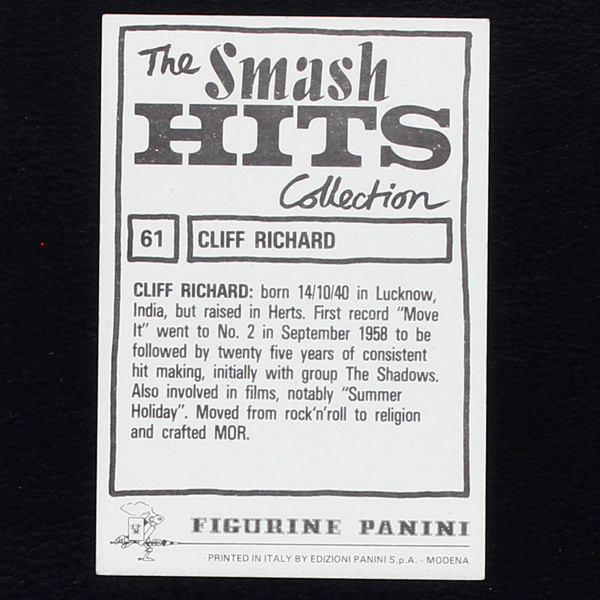 The Smash
HITS
Collection
61 CLIFF RICHARD
CLIFF RICHARD: born 14/10/40 in Lucknow,
India, but raised in Herts. First record "Move
It" went to No. 2 in September 1958 to be
followed by twenty five years of consistent
hit making, initially with group The Shadows.
Also involved in films, notably "Summer
Holiday". Moved from rock'n'roll to religion
and crafted MOR.
FIGURINE PANINI
PRINTED IN ITALY BY EDIZIONI PANINI S.p.A. - MODENA